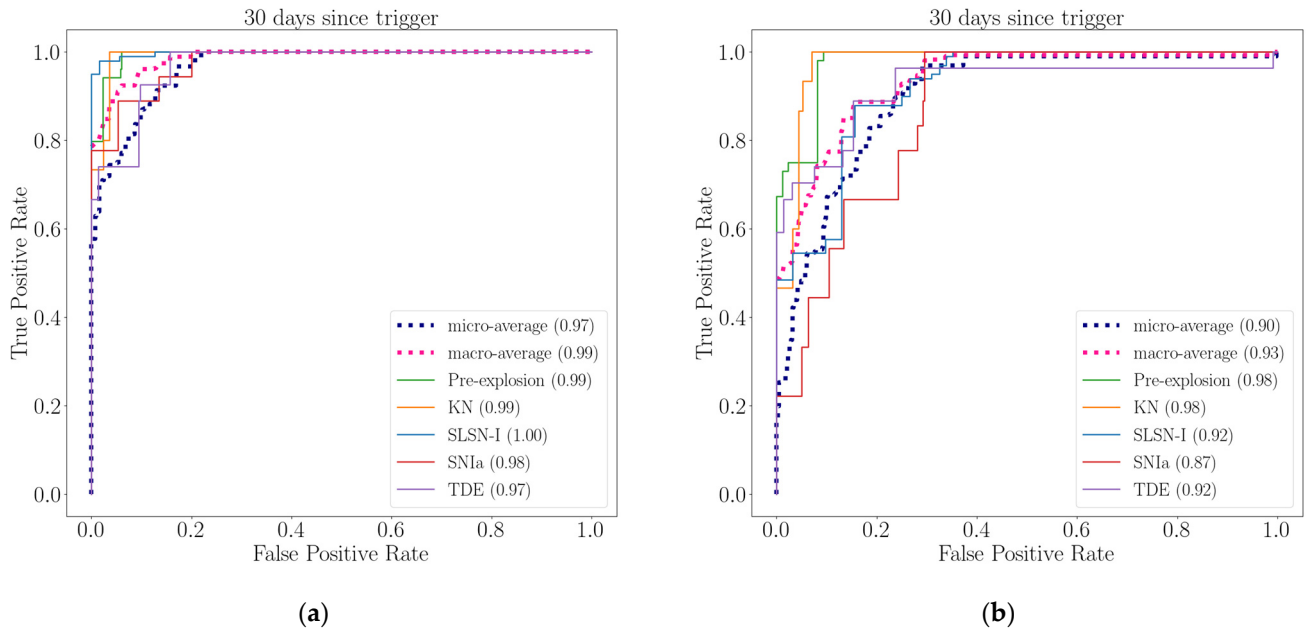 30 days since trigger
True Positive Rate
1.0
0.8
0.6
0.4
0.2
0.0
micro-average (0.97)
macro-average (0.99)
Pre-explosion (0.99)
KN (0.99)
SLSN-I (1.00)
SNIa (0.98)
TDE (0.97)
0.0 0.2 0.4 0.6 0.8 1.0
False Positive Rate
(a)
30 days since trigger
True Positive Rate
1.0
0.8
0.6
0.4
0.2
0.0
micro-average (0.90)
macro-average (0.93)
Pre-explosion (0.98)
KN (0.98)
SLSN-I (0.92)
SNIa (0.87)
TDE (0.92)
0.0 0.2 0.4 0.6 0.8 1.0
False Positive Rate
(b)